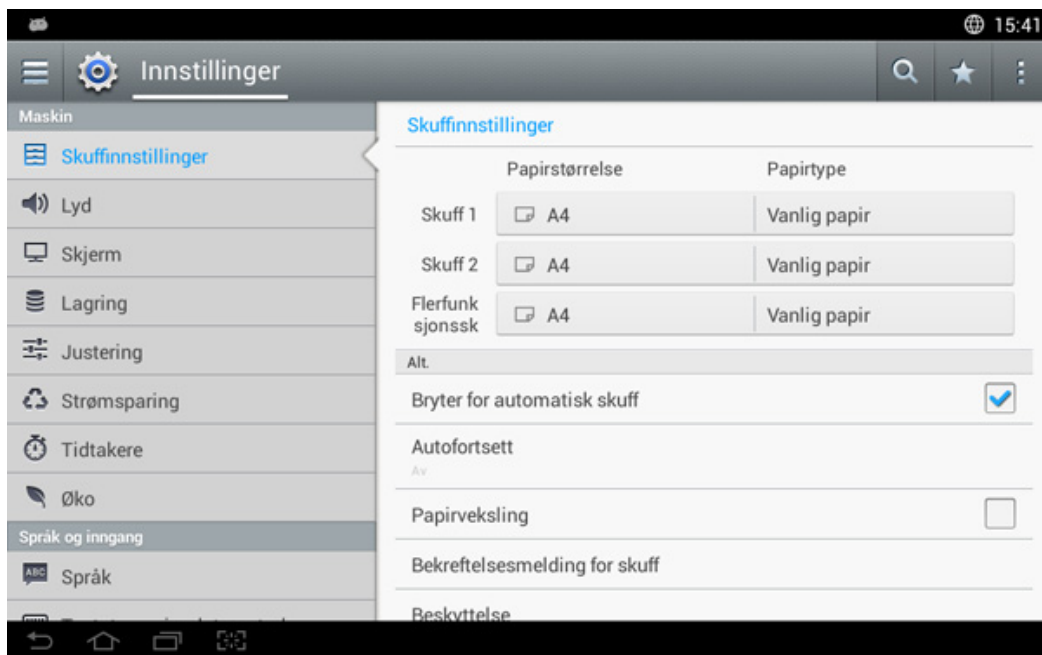 15:41
Innstillinger
Maskin
Skuffinnstillinger
Lyd
Skjerm
Lagring
Justering
Strømsparing
Tidtakere
Øko
Språk og inngang
ABC
Språk
Skuffinnstillinger
Papirstørrelse Papirtype
Skuff 1 A4 Vanlig papir
Skuff 2 A4 Vanlig papir
Flerfunk
sjonssk
A4 Vanlig papir
Alt.
Bryter for automatisk skuff
Autofortsett
Av
Papirveksling
Bekreftelsesmelding for skuff
Beskyttelse